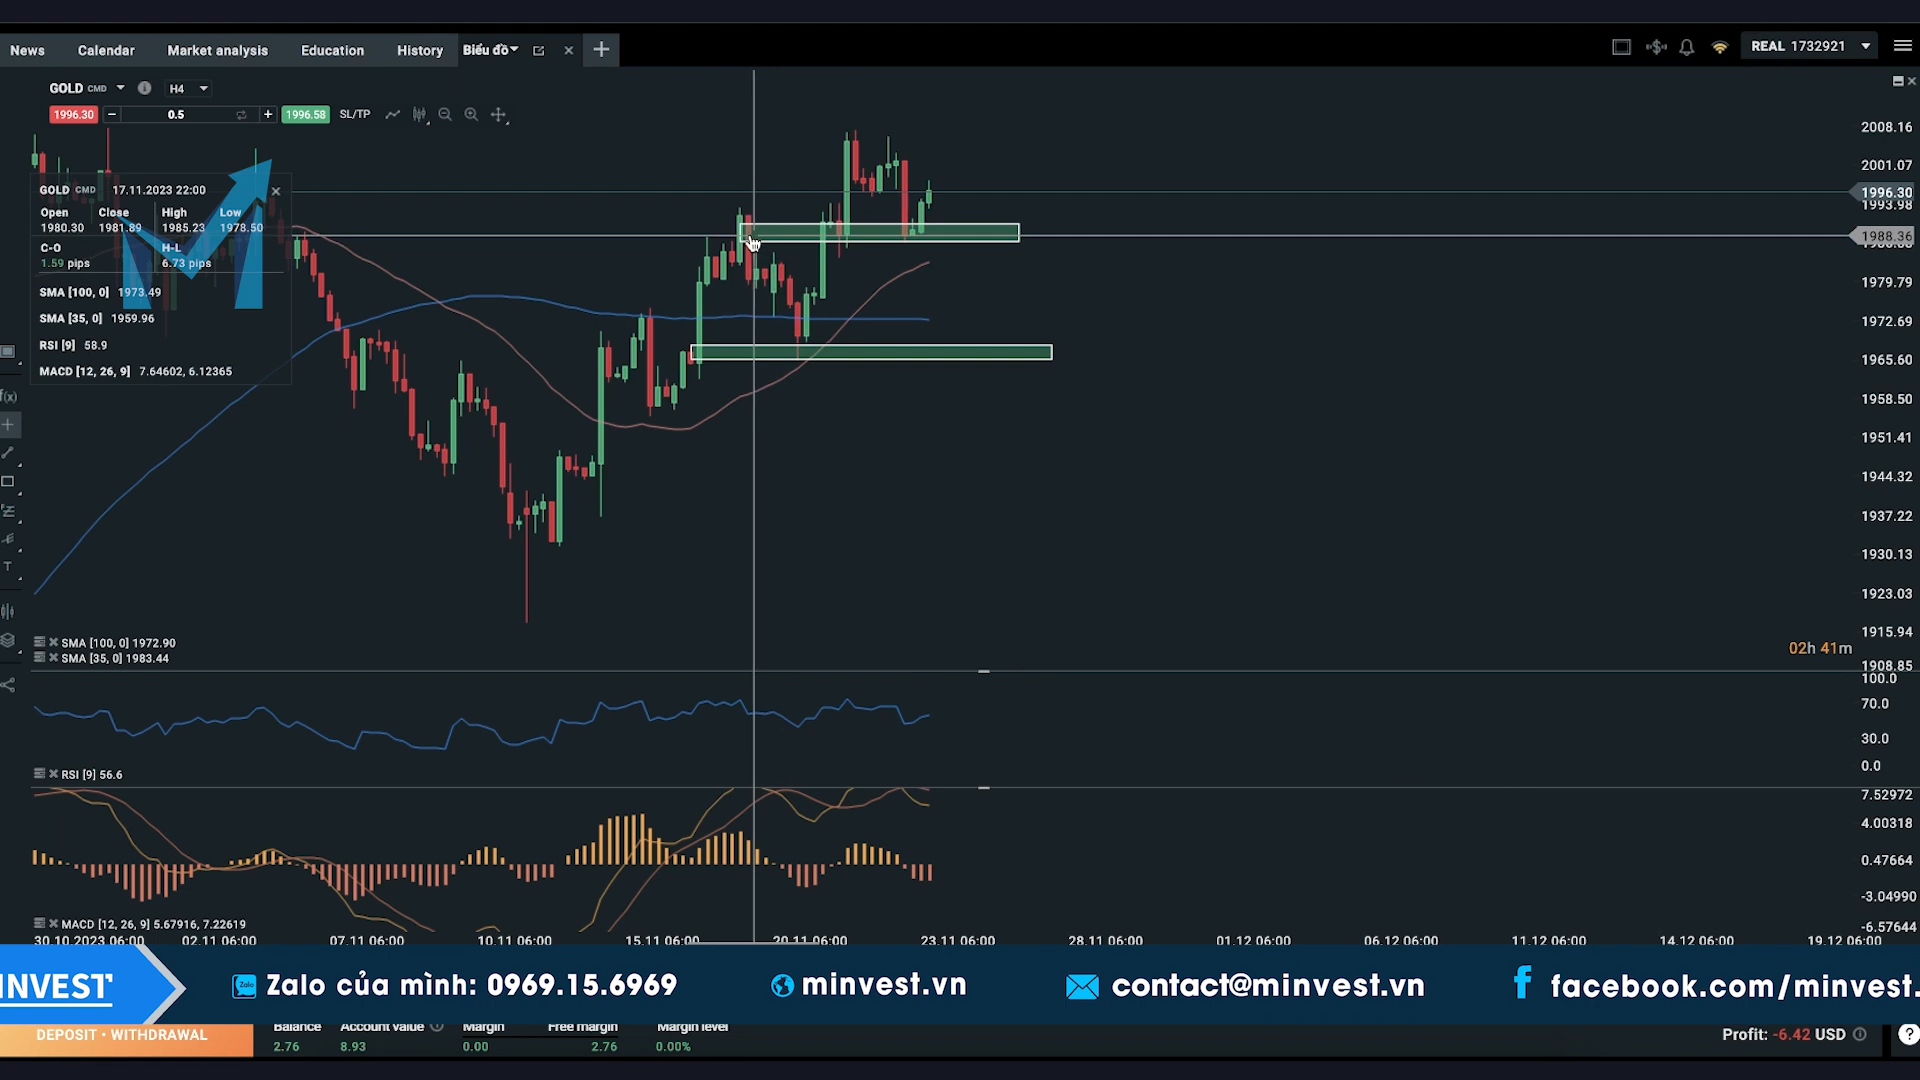 News Calendar Market analysis Education History Biểu đồ
REAL 1732921
GOLD CMD H4
1996.30 0.5 1996.58 SL/TP
GOLD CMD 17.11.2023 22:00
Open Close High Low
1980.30 1981.89 1985.23 1978.50
C-O H-L
1.59 pips 6.73 pips
SMA [100, 0] 1973.49
SMA [35, 0] 1959.96
RSI [9] 58.9
MACD [12, 26, 9] 7.64602, 6.12365
2008.16
2001.07
1996.30
1993.98
1988.36
1979.79
1972.69
1965.60
1958.50
1951.41
1944.32
1937.22
1930.13
1923.03
1915.94
1908.85
02h 41m
SMA [100, 0] 1972.90
SMA [35, 0] 1983.44
100.0
70.0
30.0
0.0
RSI [9] 56.6
7.52972
4.00318
0.47664
-3.04990
-6.57644
MACD [12, 26, 9] 5.67916, 7.22619
30.10.2023 06:00 02.11 06:00 07.11 06:00 10.11 06:00 15.11 06:00 20.11 06:00 23.11 06:00 28.11 06:00 01.12 06:00 06.12 06:00 11.12 06:00 14.12 06:00 19.12 06:00
INVEST
Zalo của mình: 0969.15.6969
minvest.vn
contact@minvest.vn
facebook.com/minvest.
DEPOSIT • WITHDRAWAL
Balance Account value Margin Free margin Margin level
2.76 8.93 0.00 2.76 0.00%
Profit: -6.42 USD